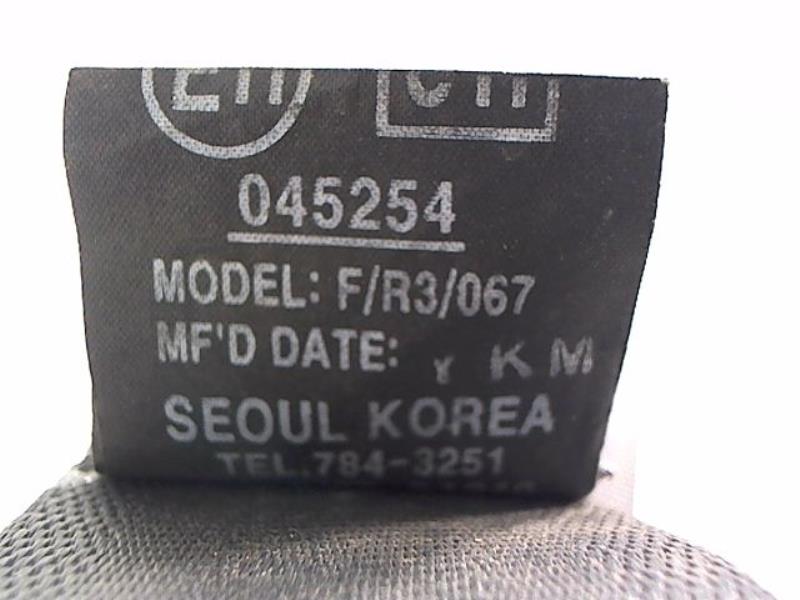 045254
MODEL: F/R3/067
MF'D DATE: Y K M
SEOUL KOREA
TEL.784-3251